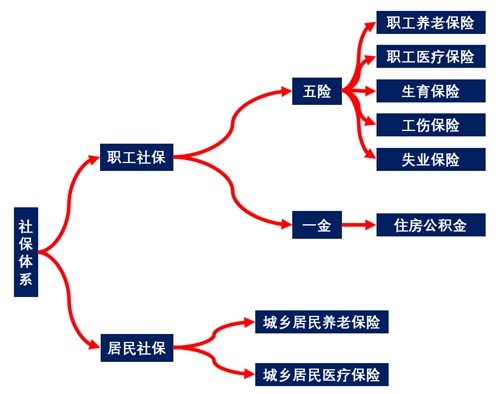 社保体系
职工社保
五险
职工养老保险
职工医疗保险
生育保险
工伤保险
失业保险
一金
住房公积金
居民社保
城乡居民养老保险
城乡居民医疗保险